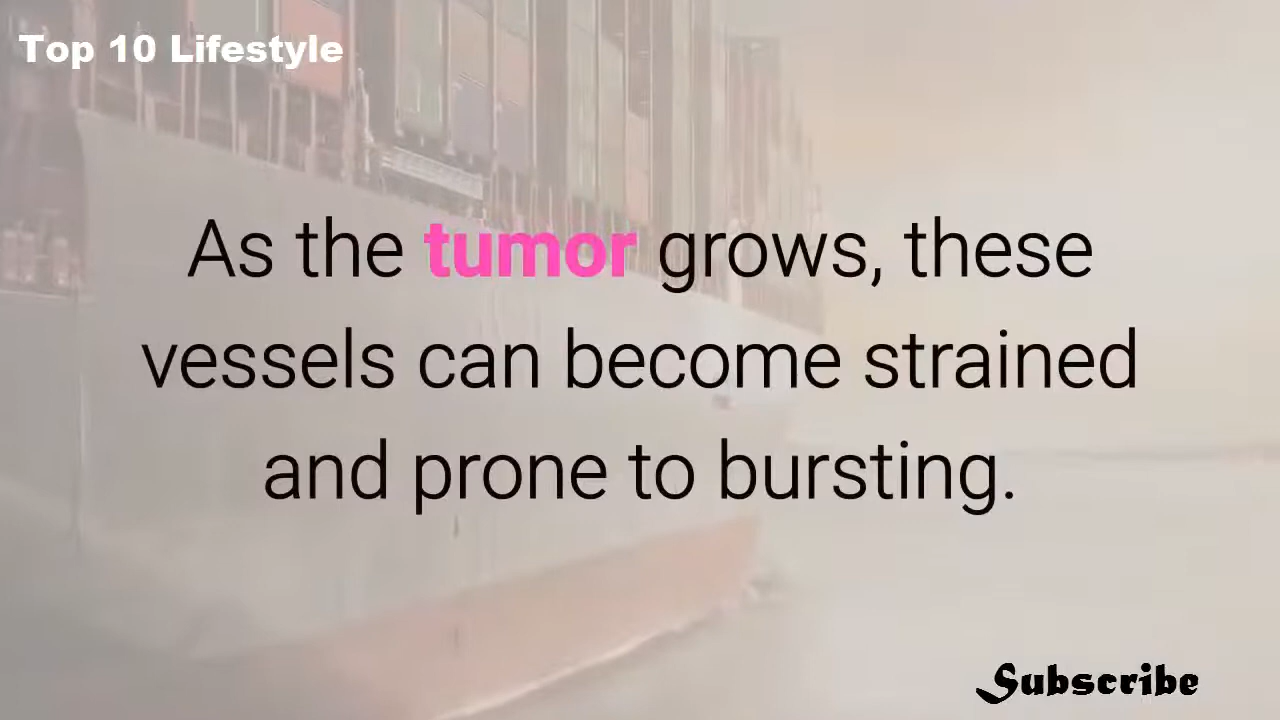 Top 10 Lifestyle
As the tumor grows, these
vessels can become strained
and prone to bursting.
Subscribe